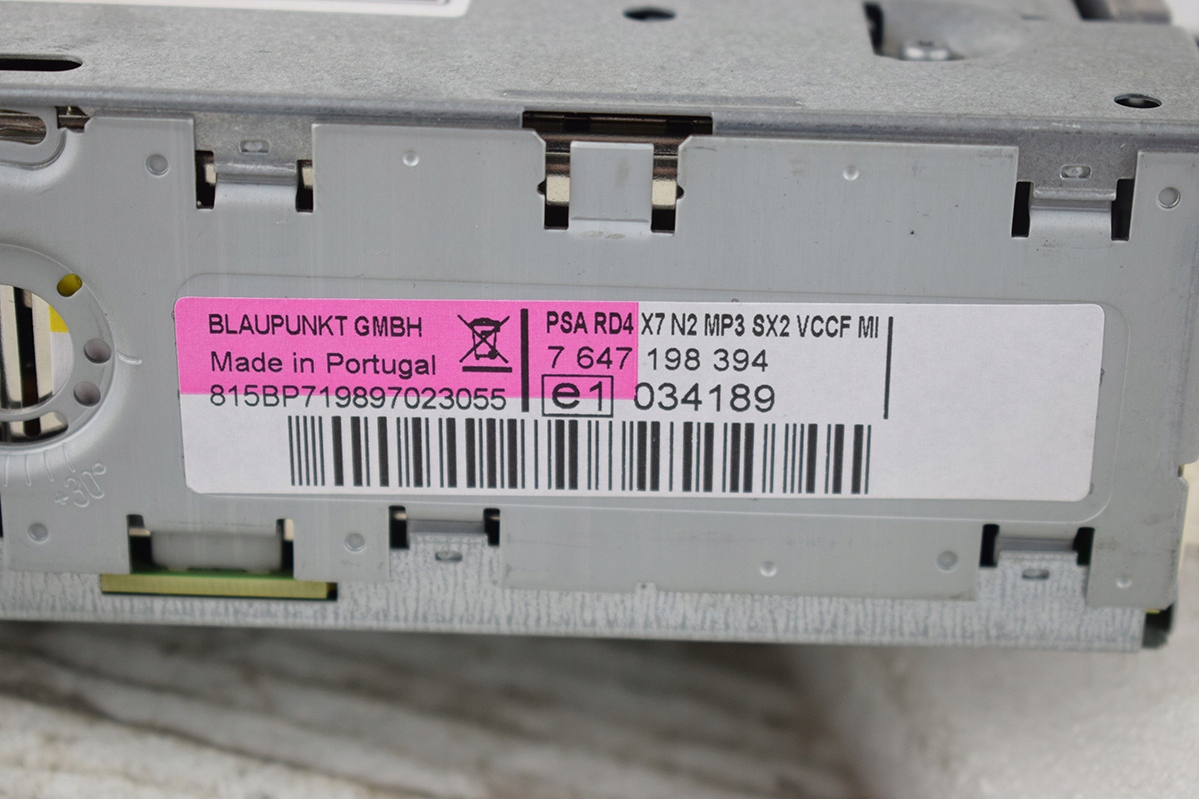 BLAUPUNKT GMBH
Made in Portugal
815BP719897023055
PSA RD4 X7 N2 MP3 SX2 VCCF MI
7 647 198 394
e1 034189
+30°